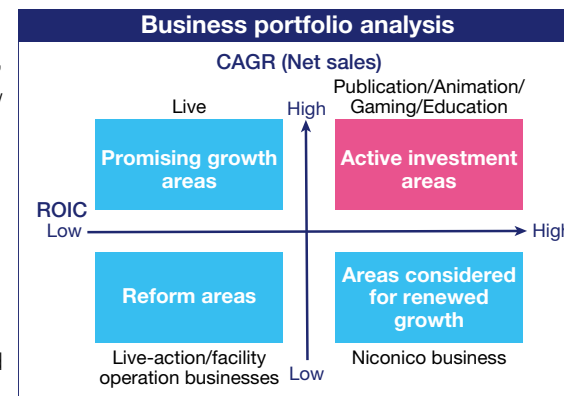 Business portfolio analysis
CAGR (Net sales)
Live
High
Publication/Animation/
Gaming/Education
Promising growth
areas
Active investment
areas
ROIC
Low
High
Reform areas
Areas considered
for renewed
growth
Live-action/facility
operation businesses
Low
Niconico business